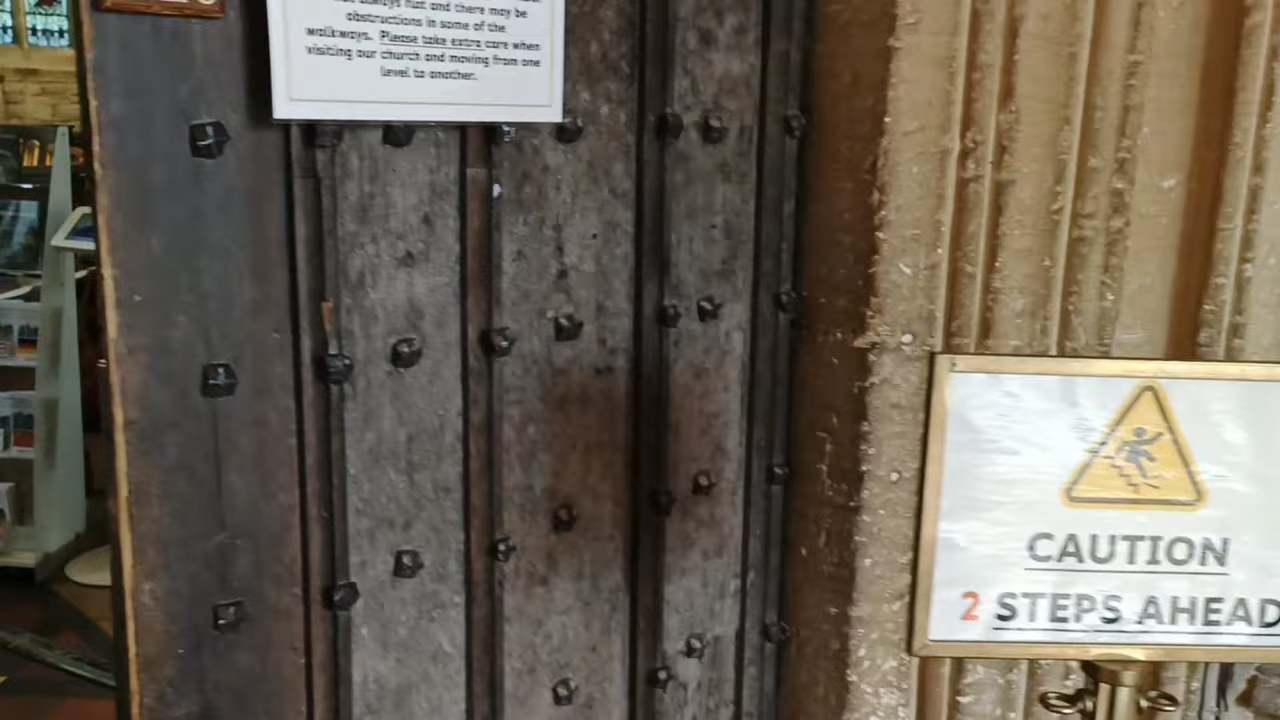 always flat and there may be
obstructions in some of the
walkways. Please take extra care when
visiting our church and moving from one
level to another.
CAUTION
2 STEPS AHEAD